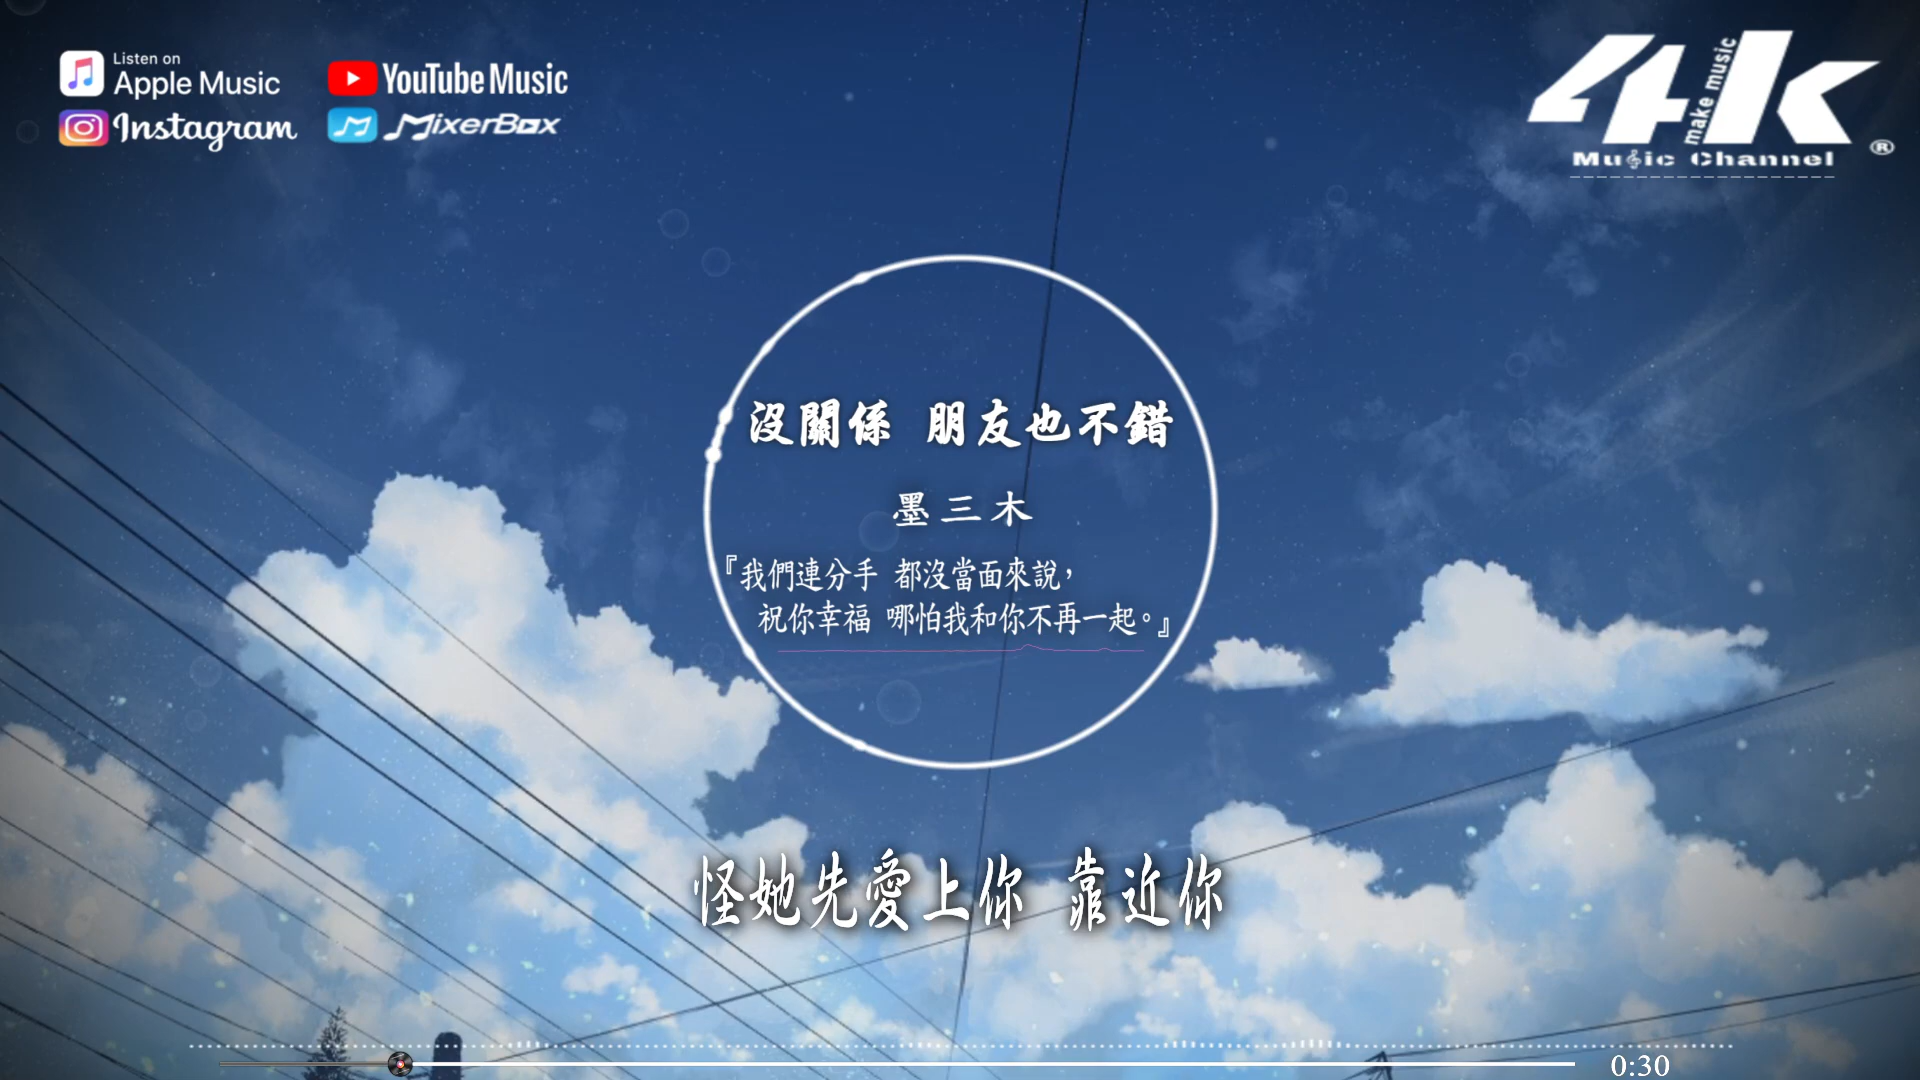 Listen on
Apple Music
YouTube Music
Instagram
MixerBox
4K
make music
Music Channel
®
沒關係 朋友也不錯
墨三木
『我們連分手 都沒當面來說，
祝你幸福 哪怕我和你不再一起。』
怪她先愛上你 靠近你
0:30